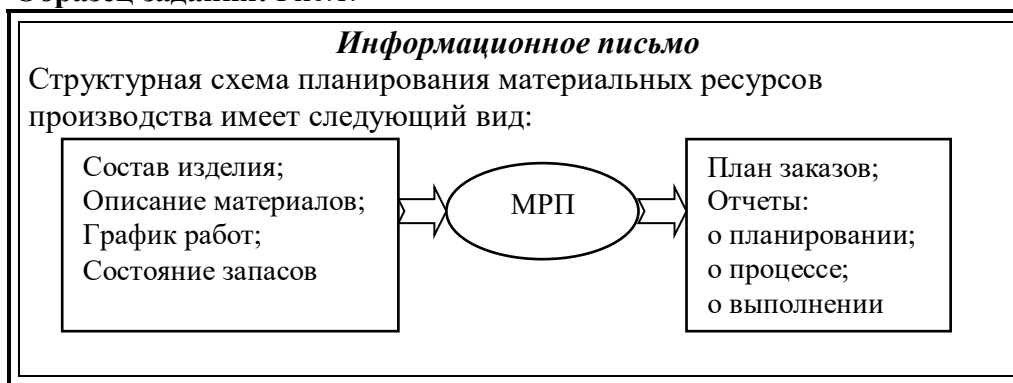 Информационное письмо
Структурная схема планирования материальных ресурсов
производства имеет следующий вид:
Состав изделия;
Описание материалов;
График работ;
Состояние запасов
МРП
План заказов;
Отчеты:
о планировании;
о процессе;
о выполнении